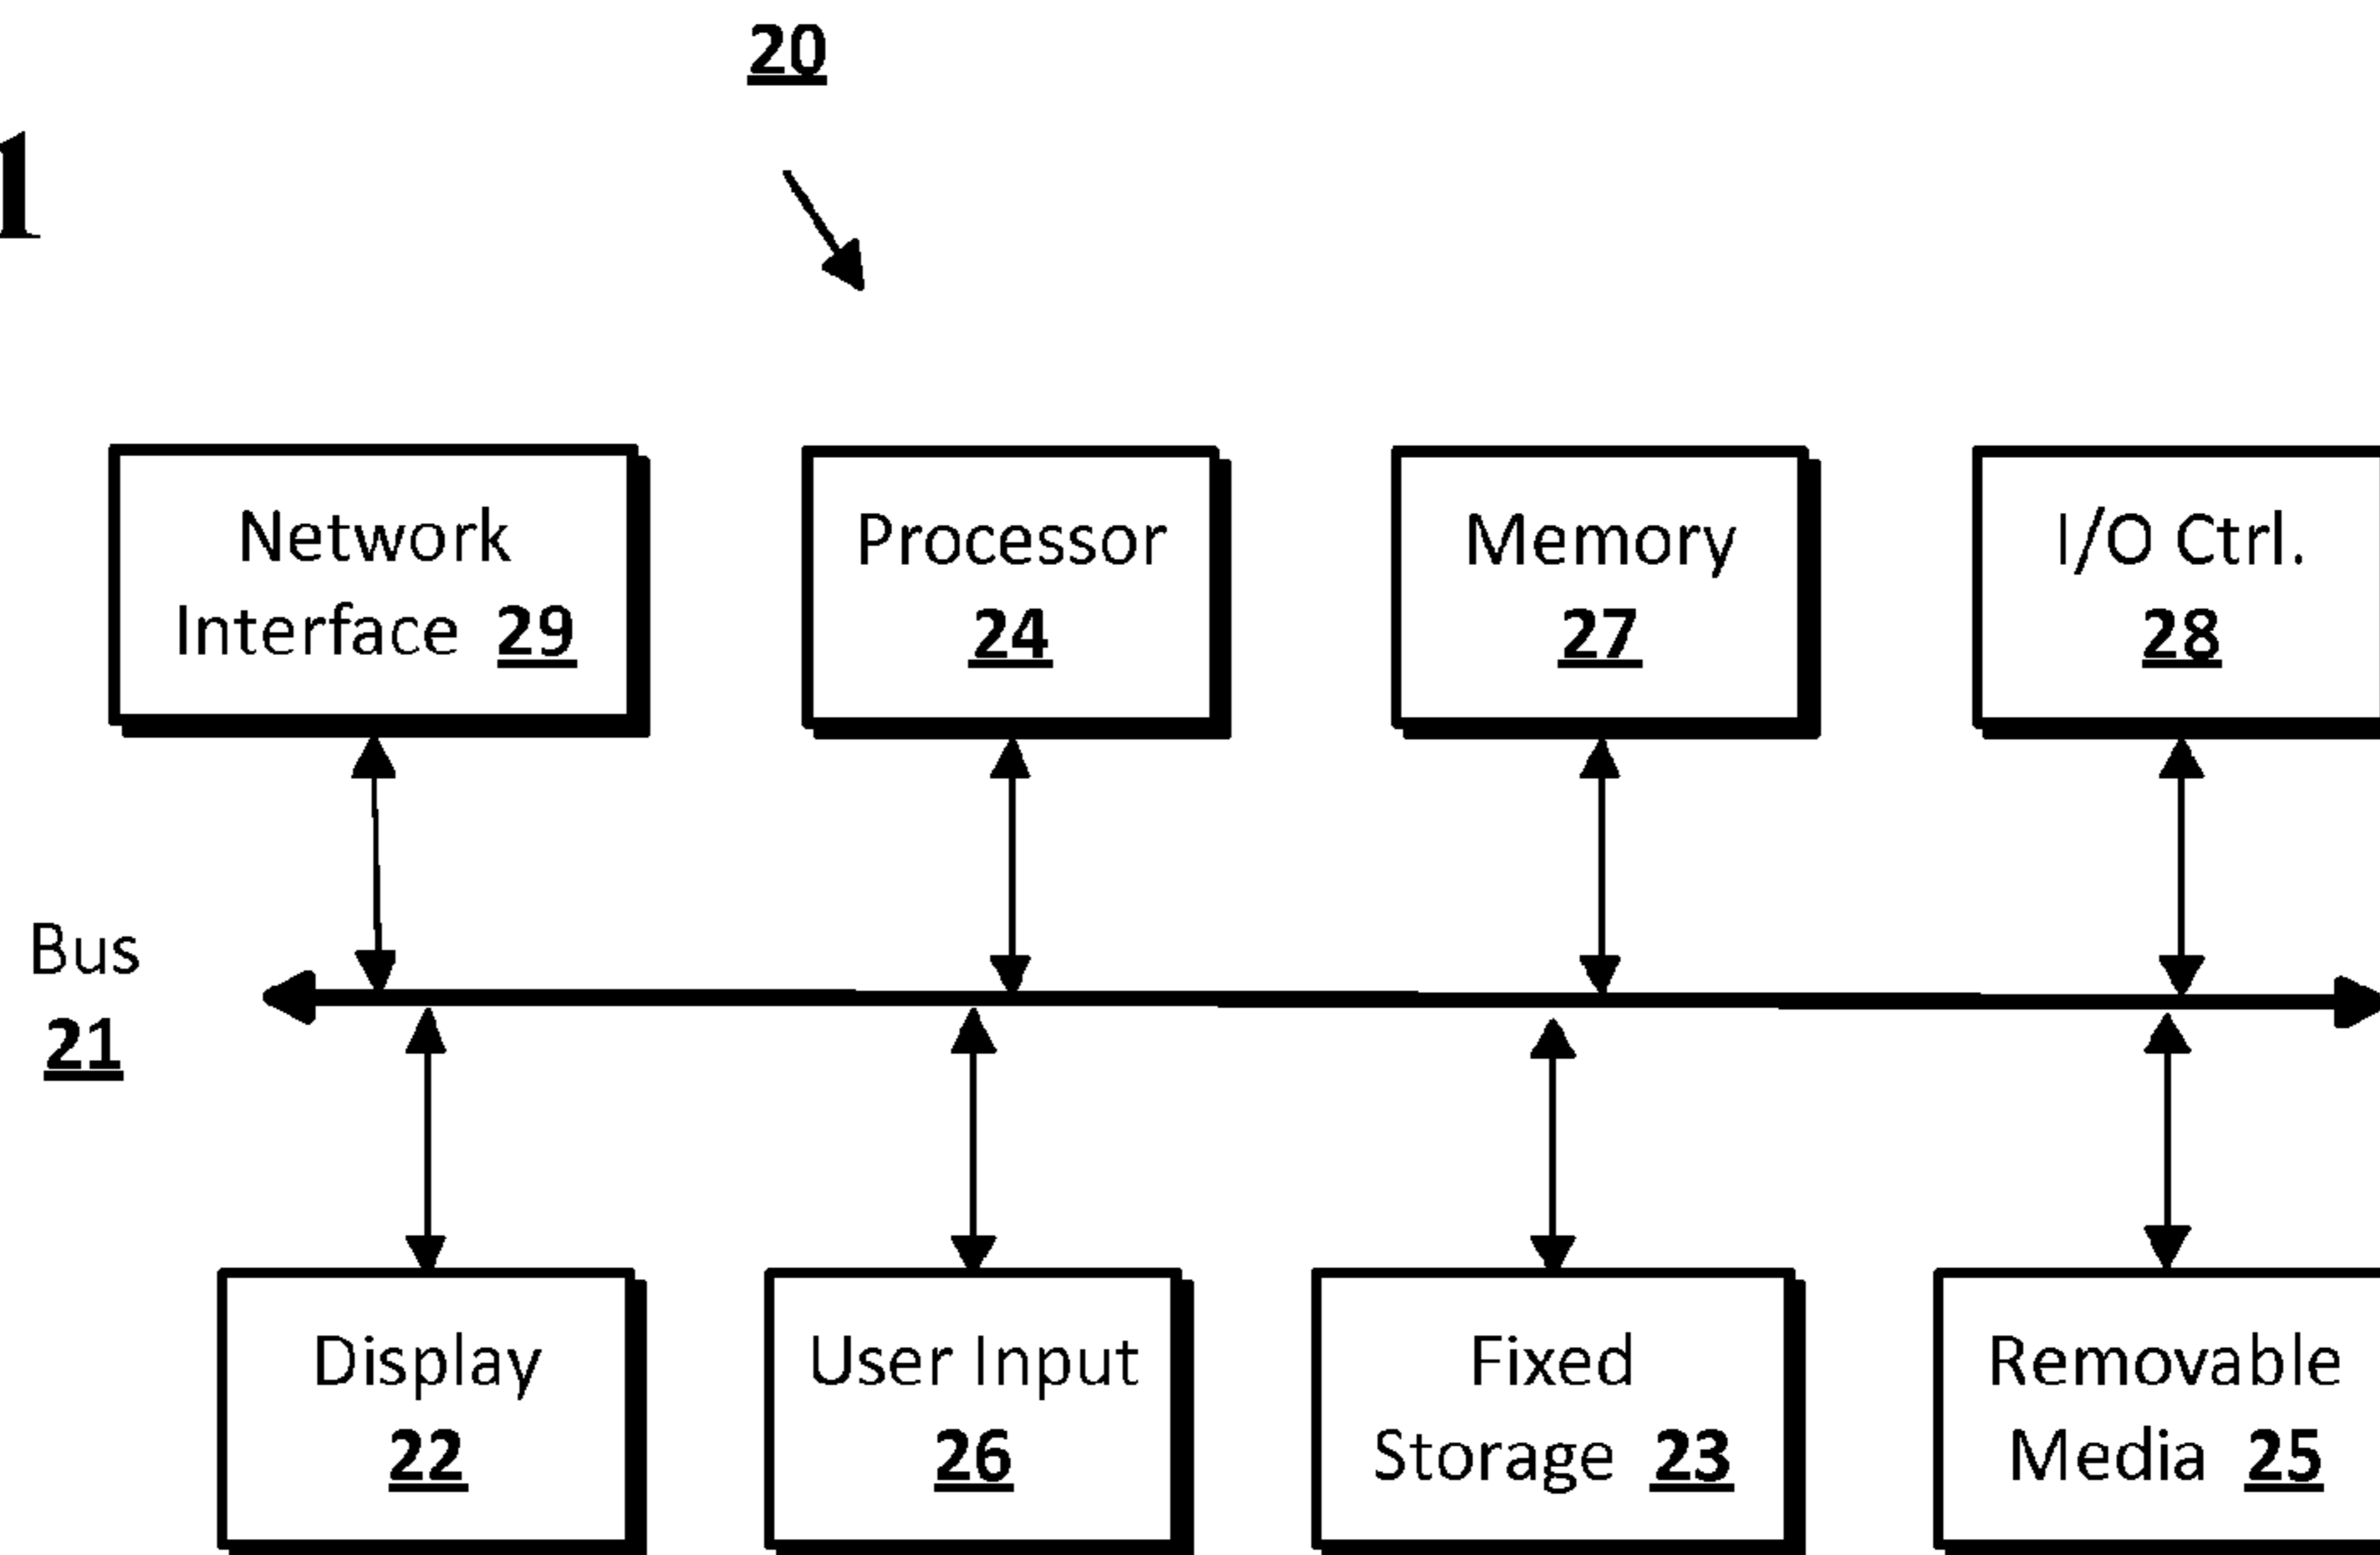 20
1
Network
Interface 29
Processor
24
Memory
27
I/O Ctrl.
28
Bus
21
Display
22
User Input
26
Fixed
Storage 23
Removable
Media 25